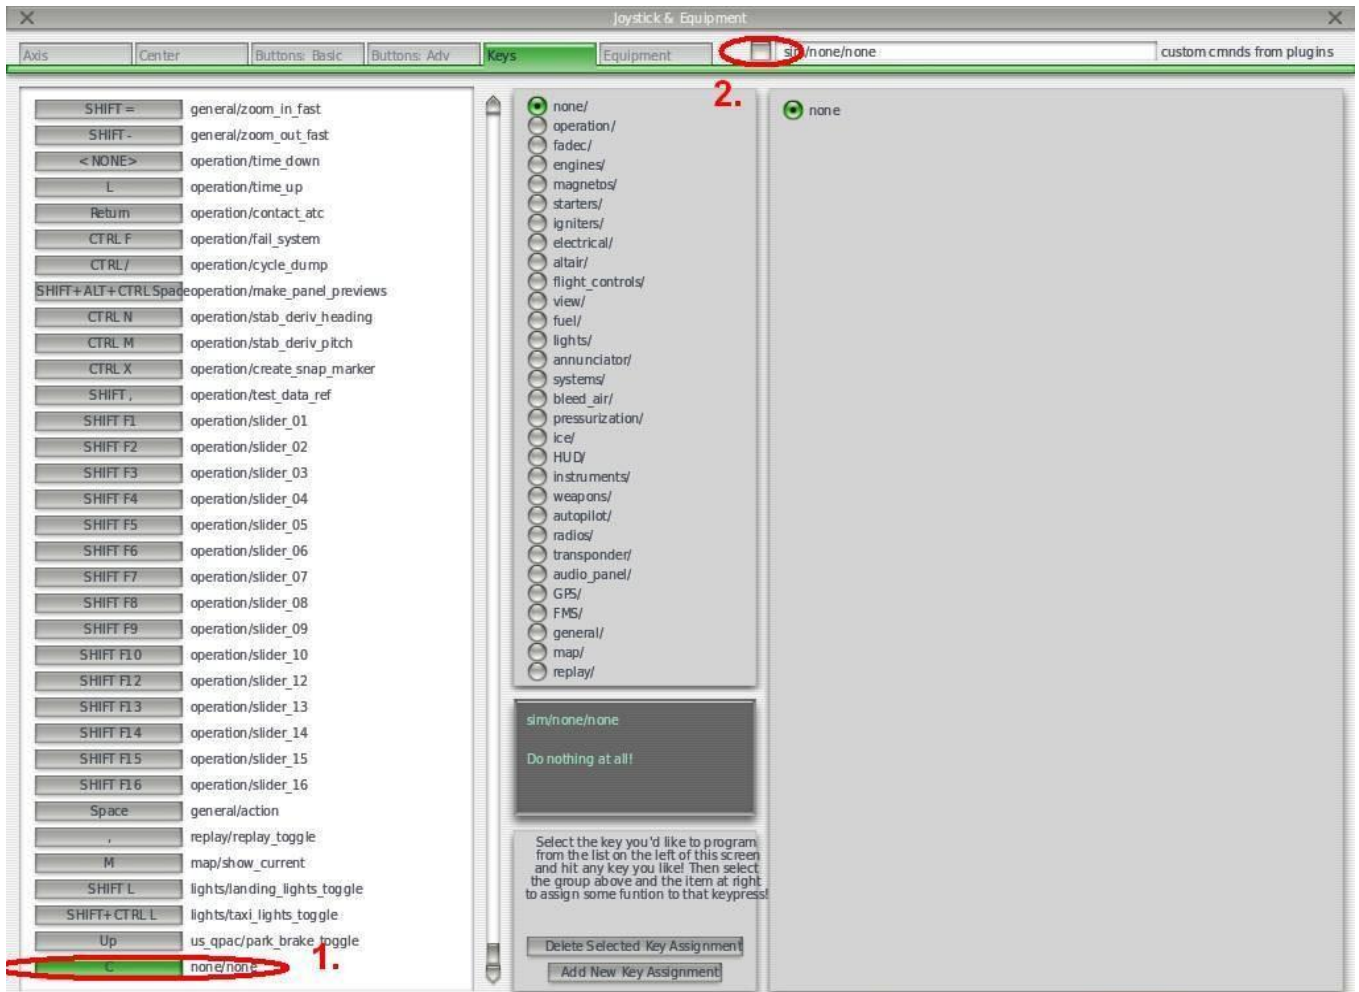 Joystick & Equipment
Axis
Center
Buttons: Basic
Buttons: Adv
Keys
Equipment
sim/none/none
custom cmnds from plugins
2.
SHIFT = general/zoom_in_fast
SHIFT - general/zoom_out_fast
< NONE> operation/time_down
L operation/time_up
Return operation/contact_atc
CTRL F operation/fail_system
CTRL / operation/cycle_dump
SHIFT+ALT+CTRL Space operation/make_panel_previews
CTRL N operation/stab_deriv_heading
CTRL M operation/stab_deriv_pitch
CTRL X operation/create_snap_marker
SHIFT , operation/test_data_ref
SHIFT F1 operation/slider_01
SHIFT F2 operation/slider_02
SHIFT F3 operation/slider_03
SHIFT F4 operation/slider_04
SHIFT F5 operation/slider_05
SHIFT F6 operation/slider_06
SHIFT F7 operation/slider_07
SHIFT F8 operation/slider_08
SHIFT F9 operation/slider_09
SHIFT F10 operation/slider_10
SHIFT F12 operation/slider_12
SHIFT F13 operation/slider_13
SHIFT F14 operation/slider_14
SHIFT F15 operation/slider_15
SHIFT F16 operation/slider_16
Space general/action
, replay/replay_toggle
M map/show_current
SHIFT L lights/landing_lights_toggle
SHIFT+CTRL L lights/taxi_lights_toggle
Up us_qpac/park_brake_toggle
C none/none
1.
none/
operation/
fadec/
engines/
magnetos/
starters/
igniters/
electrical/
altair/
flight_controls/
view/
fuel/
lights/
annunciator/
systems/
bleed_air/
pressurization/
ice/
HUD/
instruments/
weapons/
autopilot/
radios/
transponder/
audio_panel/
GPS/
FMS/
general/
map/
replay/
none
sim/none/none
Do nothing at all!
Select the key you'd like to program
from the list on the left of this screen
and hit any key you like! Then select
the group above and the item at right
to assign some funtion to that keypress!
Delete Selected Key Assignment
Add New Key Assignment